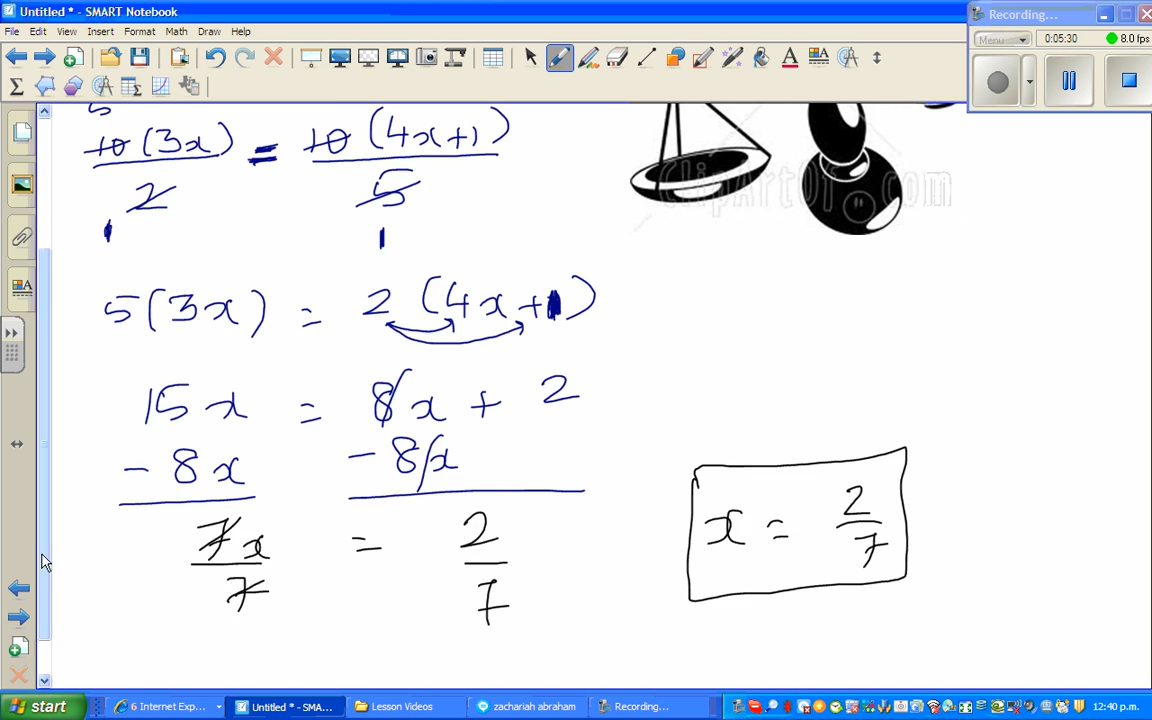 Untitled * - SMART Notebook
Recording...
File Edit View Insert Format Math Draw Help
Menu
0:05:30
8.0 fps
5
10 (3x) = 10 (4x+1)
2 5
1 1
ClipArtOf.com
5(3x) = 2 (4x+1)
15x = 8x + 2
- 8x - 8x
7x = 2
7 7
x = 2
7
start
6 Internet Exp...
Untitled * - SMA...
Lesson Videos
zachariah abraham
Recording...
12:40 p.m.